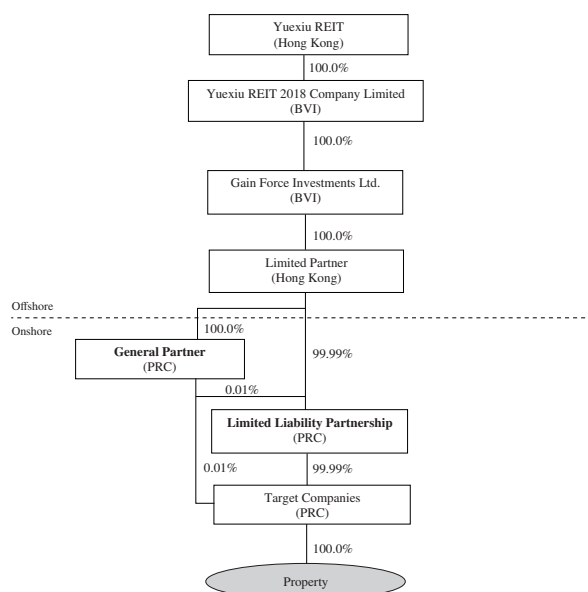 Yuexiu REIT
(Hong Kong)
100.0%
Yuexiu REIT 2018 Company Limited
(BVI)
100.0%
Gain Force Investments Ltd.
(BVI)
100.0%
Limited Partner
(Hong Kong)
Offshore
Onshore
100.0%
General Partner
(PRC)
99.99%
0.01%
Limited Liability Partnership
(PRC)
0.01%
99.99%
Target Companies
(PRC)
100.0%
Property